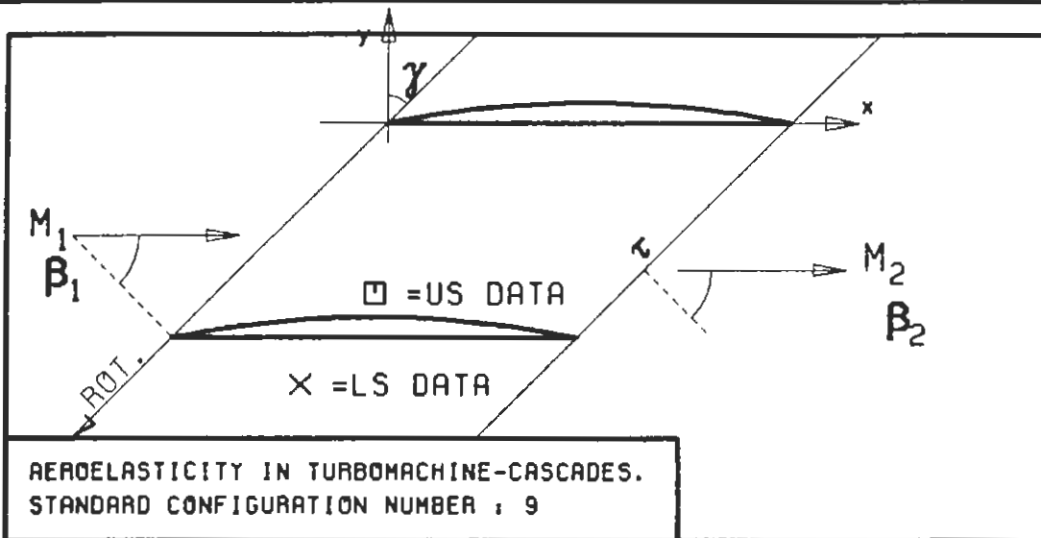 y
γ
x
M₁
β₁
τ
M₂
β₂
□ =US DATA
ROT.
× =LS DATA
AEROELASTICITY IN TURBOMACHINE-CASCADES.
STANDARD CONFIGURATION NUMBER : 9